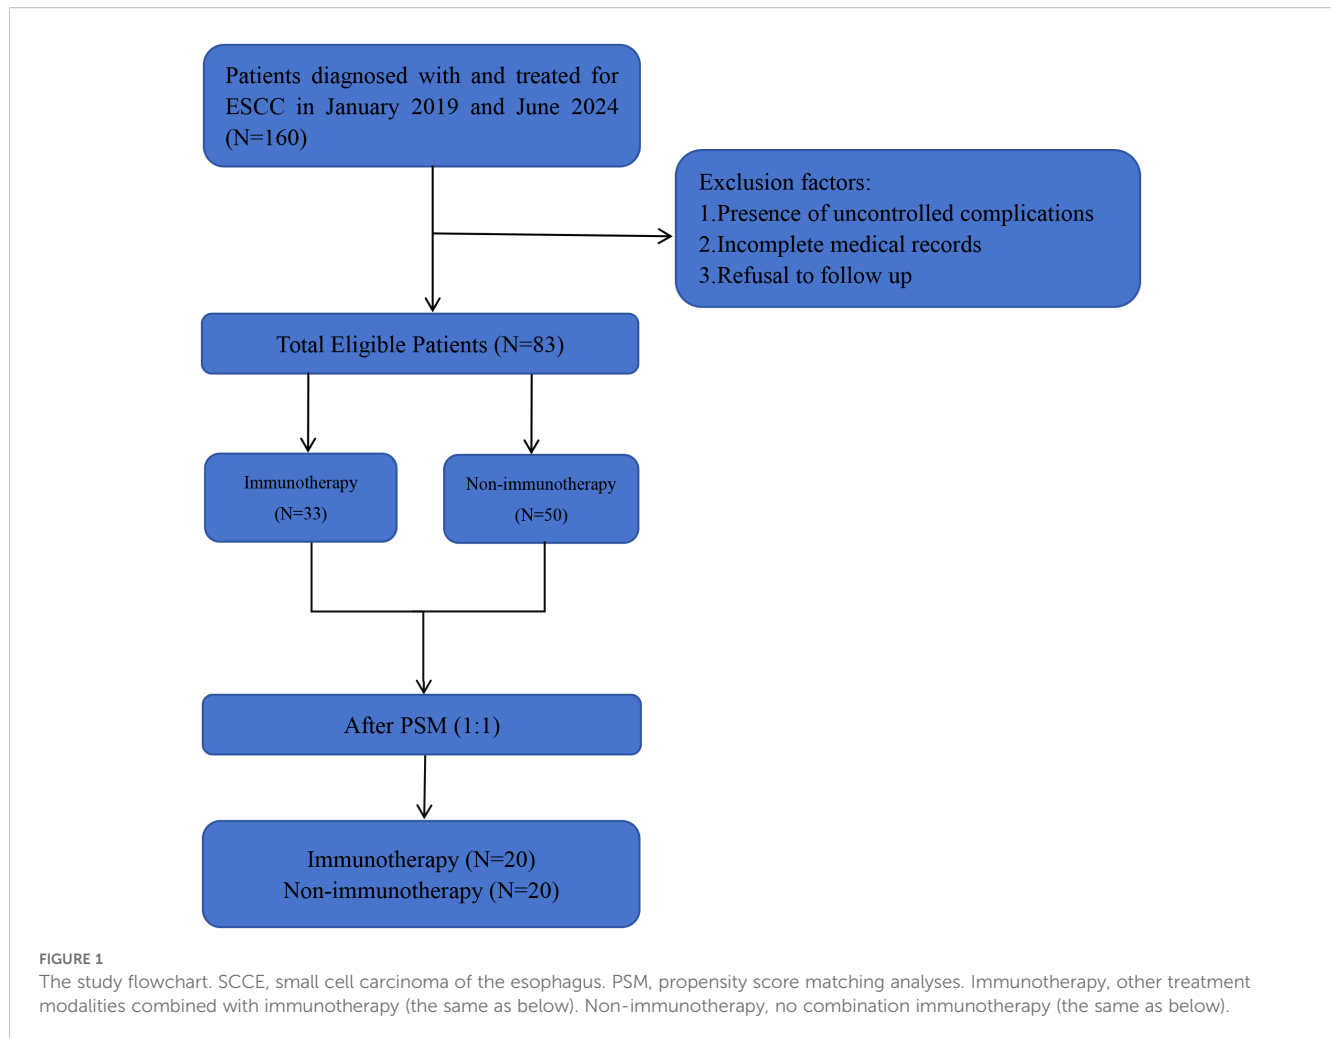 Patients diagnosed with and treated for
ESCC in January 2019 and June 2024
(N=160)
Exclusion factors:
1.Presence of uncontrolled complications
2.Incomplete medical records
3.Refusal to follow up
Total Eligible Patients (N=83)
Immunotherapy
(N=33)
Non-immunotherapy
(N=50)
After PSM (1:1)
Immunotherapy (N=20)
Non-immunotherapy (N=20)
FIGURE 1
The study flowchart. SCCE, small cell carcinoma of the esophagus. PSM, propensity score matching analyses. Immunotherapy, other treatment
modalities combined with immunotherapy (the same as below). Non-immunotherapy, no combination immunotherapy (the same as below).